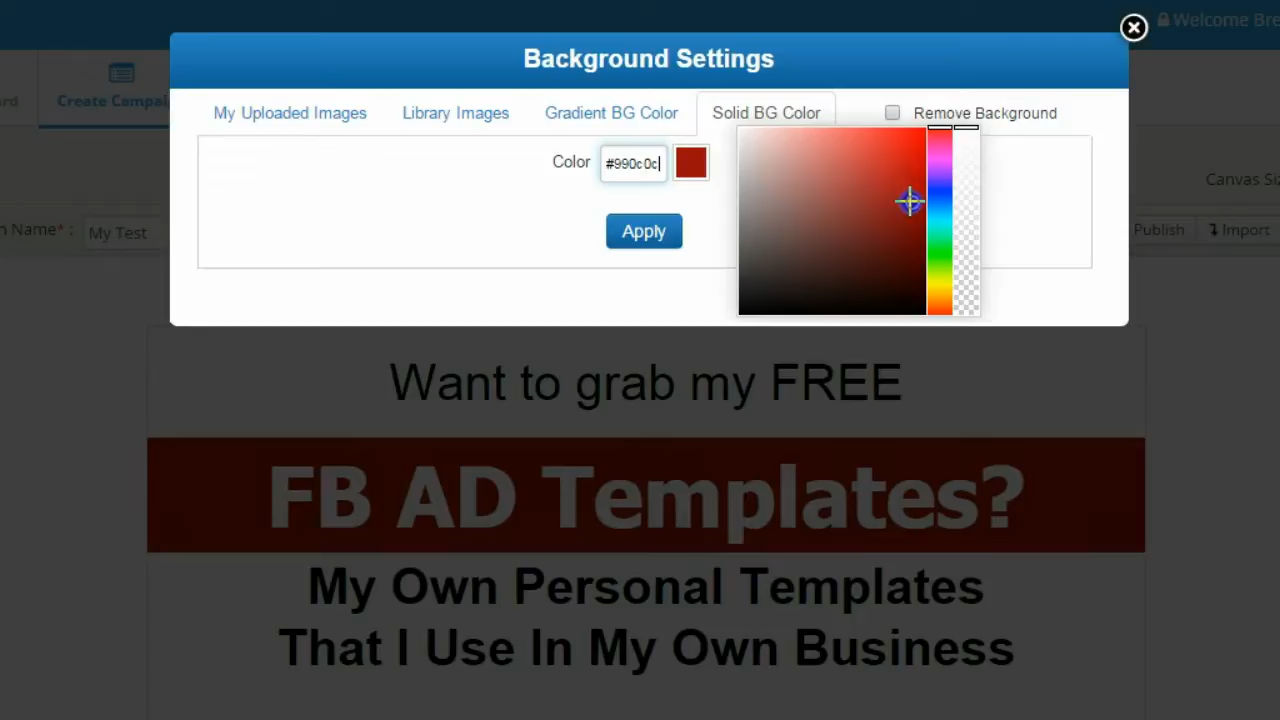 Welcome Bre
Background Settings
rd
Create Campai
My Uploaded Images
Library Images
Gradient BG Color
Solid BG Color
Remove Background
Color
#990c0c
Canvas Siz
n Name* :
My Test
Apply
Publish
Import
Want to grab my FREE
FB AD Templates?
My Own Personal Templates
That I Use In My Own Business